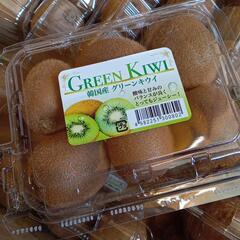 GREEN KIWI
韓国産 グリーンキウイ
酸味と甘みの
バランスが良く
とってもジューシー!
4582251500802